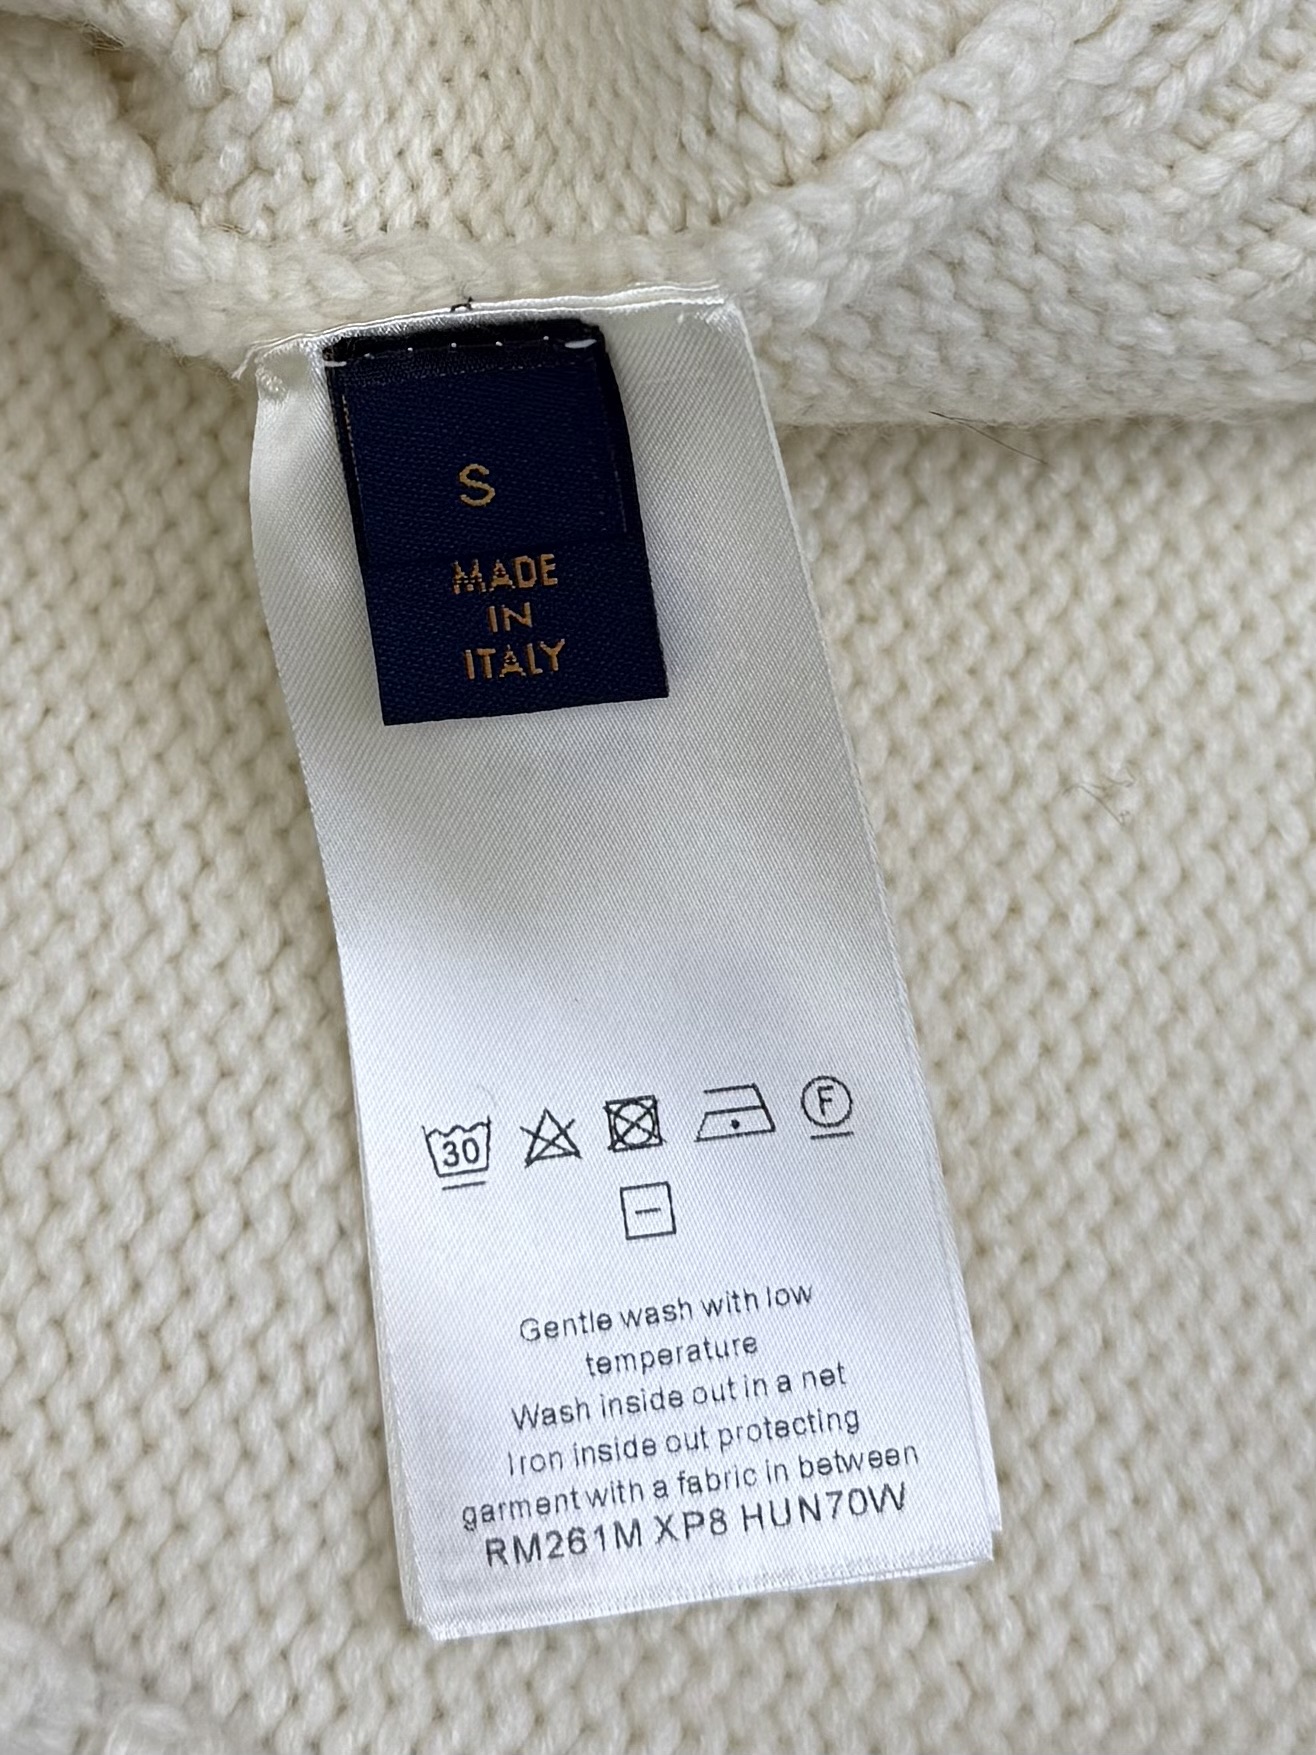 S
MADE
IN
ITALY
30
F
Gentle wash with low
temperature
Wash inside out in a net
Iron inside out protecting
garment with a fabric in between
RM261M XP8 HUN70W